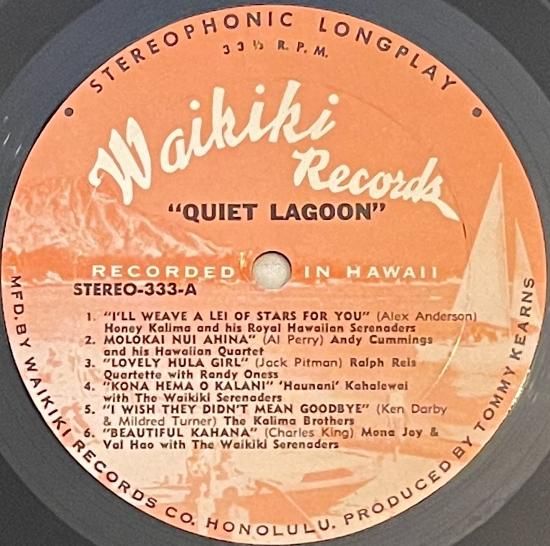 STEREOPHONIC LONGPLAY
33⅓ R.P.M.
Waikiki
Records
"QUIET LAGOON"
RECORDED IN HAWAII
STEREO-333-A
1. "I'LL WEAVE A LEI OF STARS FOR YOU" (Alex Anderson)
Honey Kalima and his Royal Hawaiian Serenaders
2. MOLOKAI NUI AHINA" (Al Perry) Andy Cummings
and his Hawaiian Quartet
3. "LOVELY HULA GIRL" (Jack Pitman) Ralph Reis
Quartette with Randy Oness
4. "KONA HEMA O KALANI" 'Haunani' Kahalewai
with The Waikiki Serenaders
5. "I WISH THEY DIDN'T MEAN GOODBYE" (Ken Darby
& Mildred Turner) The Kalima Brothers
6. "BEAUTIFUL KAHANA" (Charles King) Mona Joy &
Val Hao with The Waikiki Serenaders
MFD. BY WAIKIKI RECORDS CO. HONOLULU. PRODUCED BY TOMMY KEARNS